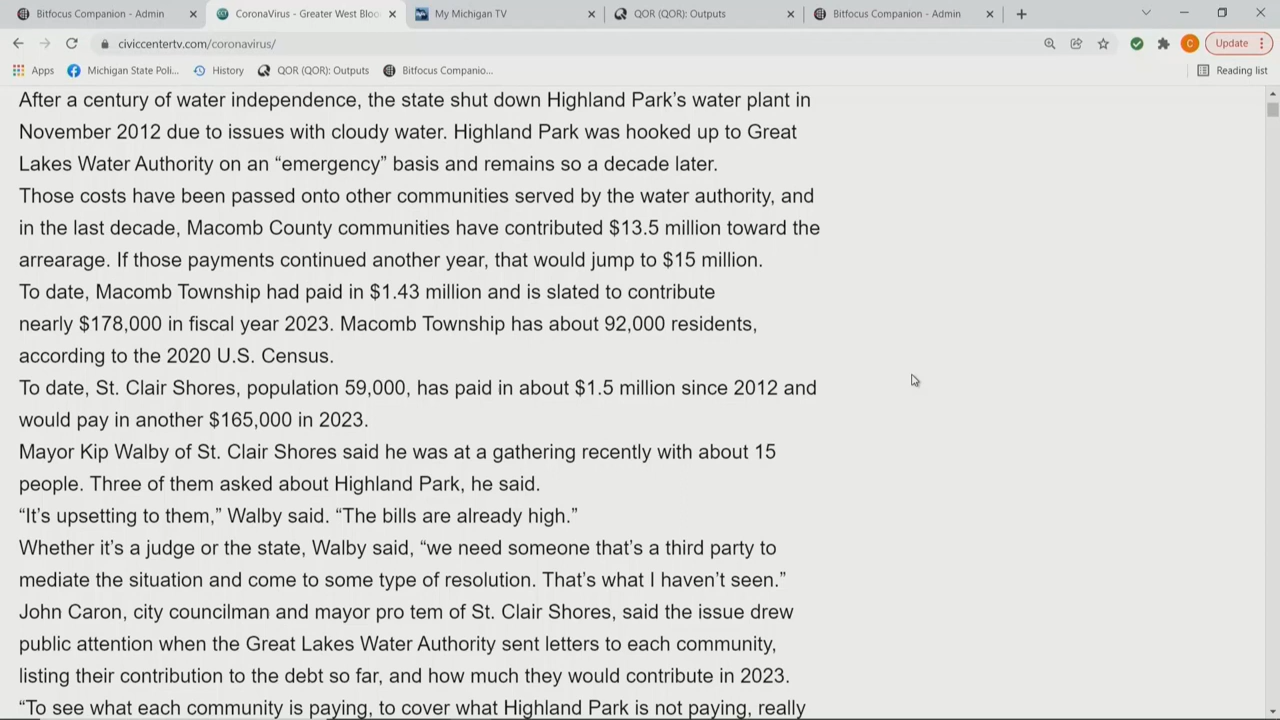 Bitfocus Companion - Admin
CoronaVirus - Greater West Bloo
My Michigan TV
QOR (QOR): Outputs
Bitfocus Companion - Admin
civiccentertv.com/coronavirus/
C
Update
Apps
Michigan State Poli...
History
QOR (QOR): Outputs
Bitfocus Companio...
Reading list
After a century of water independence, the state shut down Highland Park’s water plant in
November 2012 due to issues with cloudy water. Highland Park was hooked up to Great
Lakes Water Authority on an “emergency” basis and remains so a decade later.
Those costs have been passed onto other communities served by the water authority, and
in the last decade, Macomb County communities have contributed $13.5 million toward the
arrearage. If those payments continued another year, that would jump to $15 million.
To date, Macomb Township had paid in $1.43 million and is slated to contribute
nearly $178,000 in fiscal year 2023. Macomb Township has about 92,000 residents,
according to the 2020 U.S. Census.
To date, St. Clair Shores, population 59,000, has paid in about $1.5 million since 2012 and
would pay in another $165,000 in 2023.
Mayor Kip Walby of St. Clair Shores said he was at a gathering recently with about 15
people. Three of them asked about Highland Park, he said.
“It’s upsetting to them,” Walby said. “The bills are already high.”
Whether it’s a judge or the state, Walby said, “we need someone that’s a third party to
mediate the situation and come to some type of resolution. That’s what I haven’t seen.”
John Caron, city councilman and mayor pro tem of St. Clair Shores, said the issue drew
public attention when the Great Lakes Water Authority sent letters to each community,
listing their contribution to the debt so far, and how much they would contribute in 2023.
“To see what each community is paying, to cover what Highland Park is not paying, really